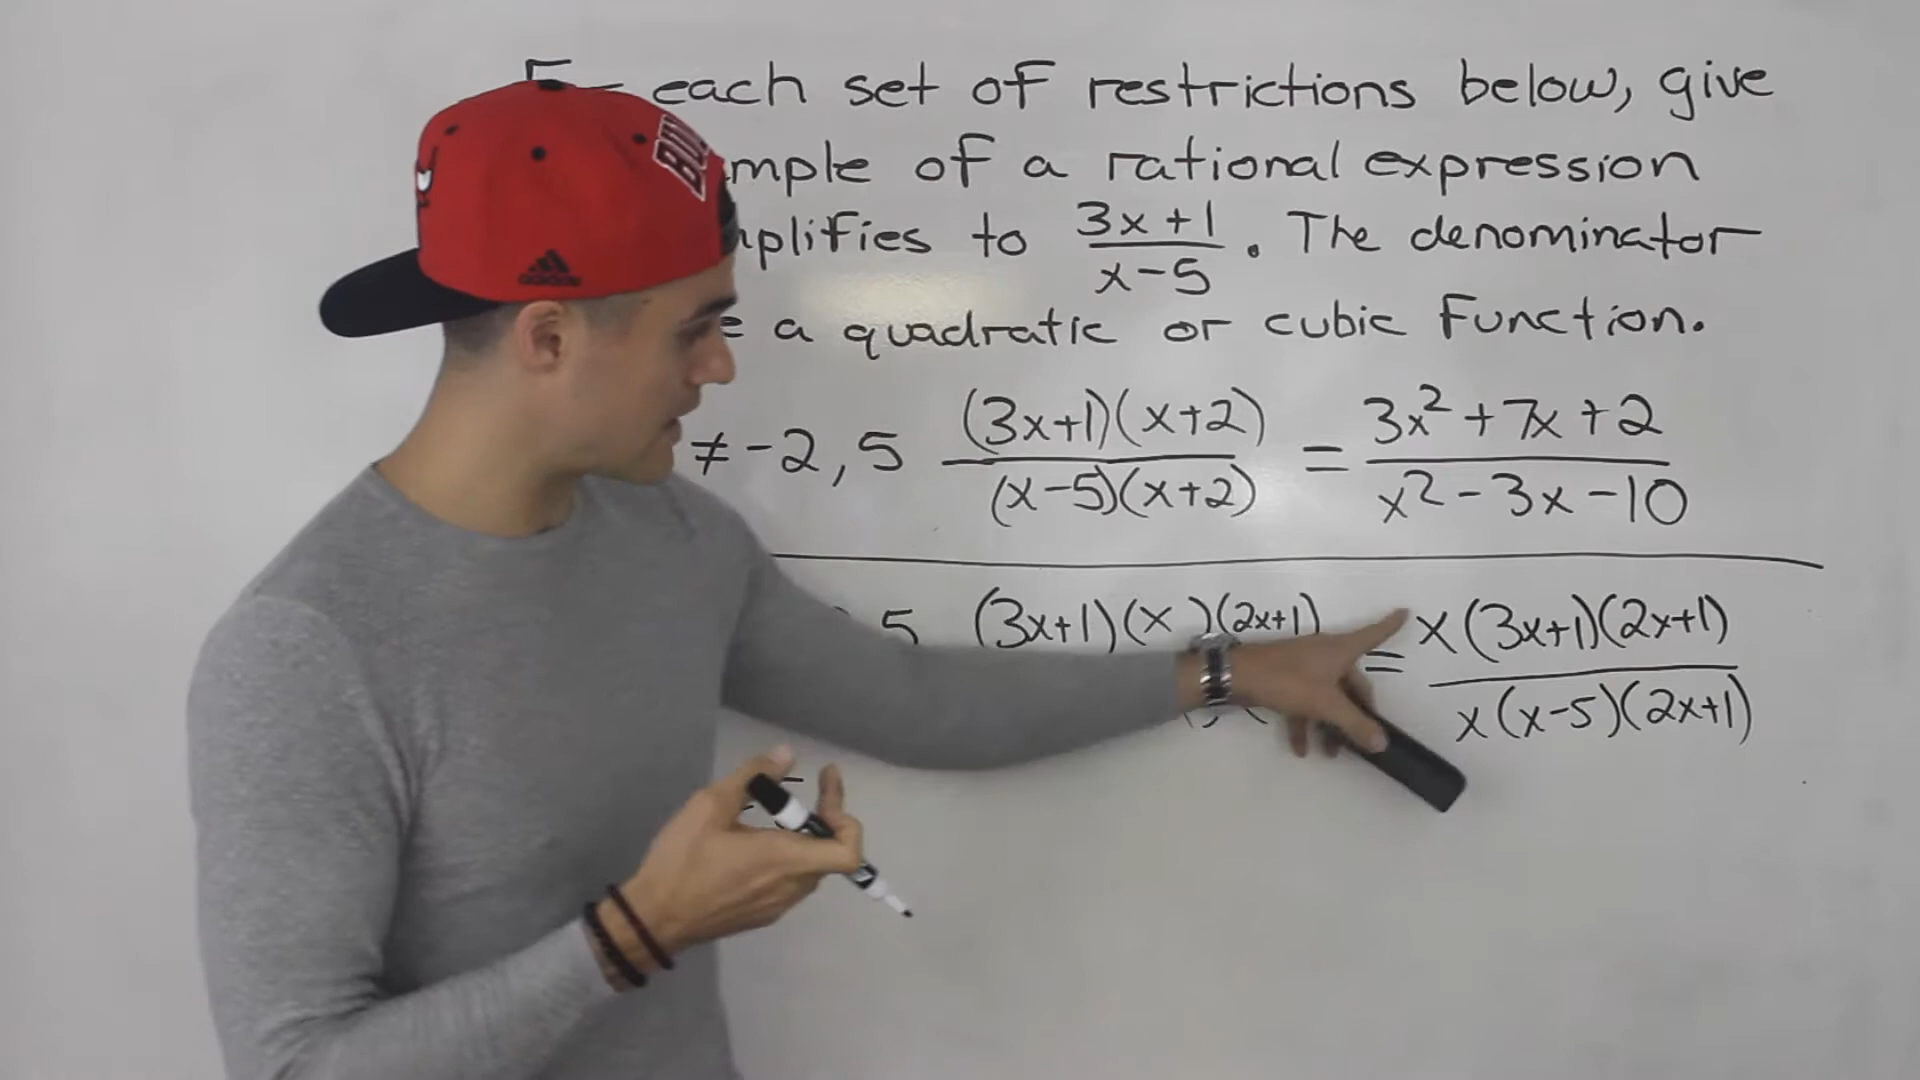 each set of restrictions below, give
mple of a rational expression
plifies to (3x+1)/(x-5). The denominator
a quadratic or cubic function.
≠ -2, 5 (3x+1)(x+2)/(x-5)(x+2) = 3x²+7x+2/x²-3x-10
5 (3x+1)(x )(2x+1) = x(3x+1)(2x+1)/x(x-5)(2x+1)
BU
adidas